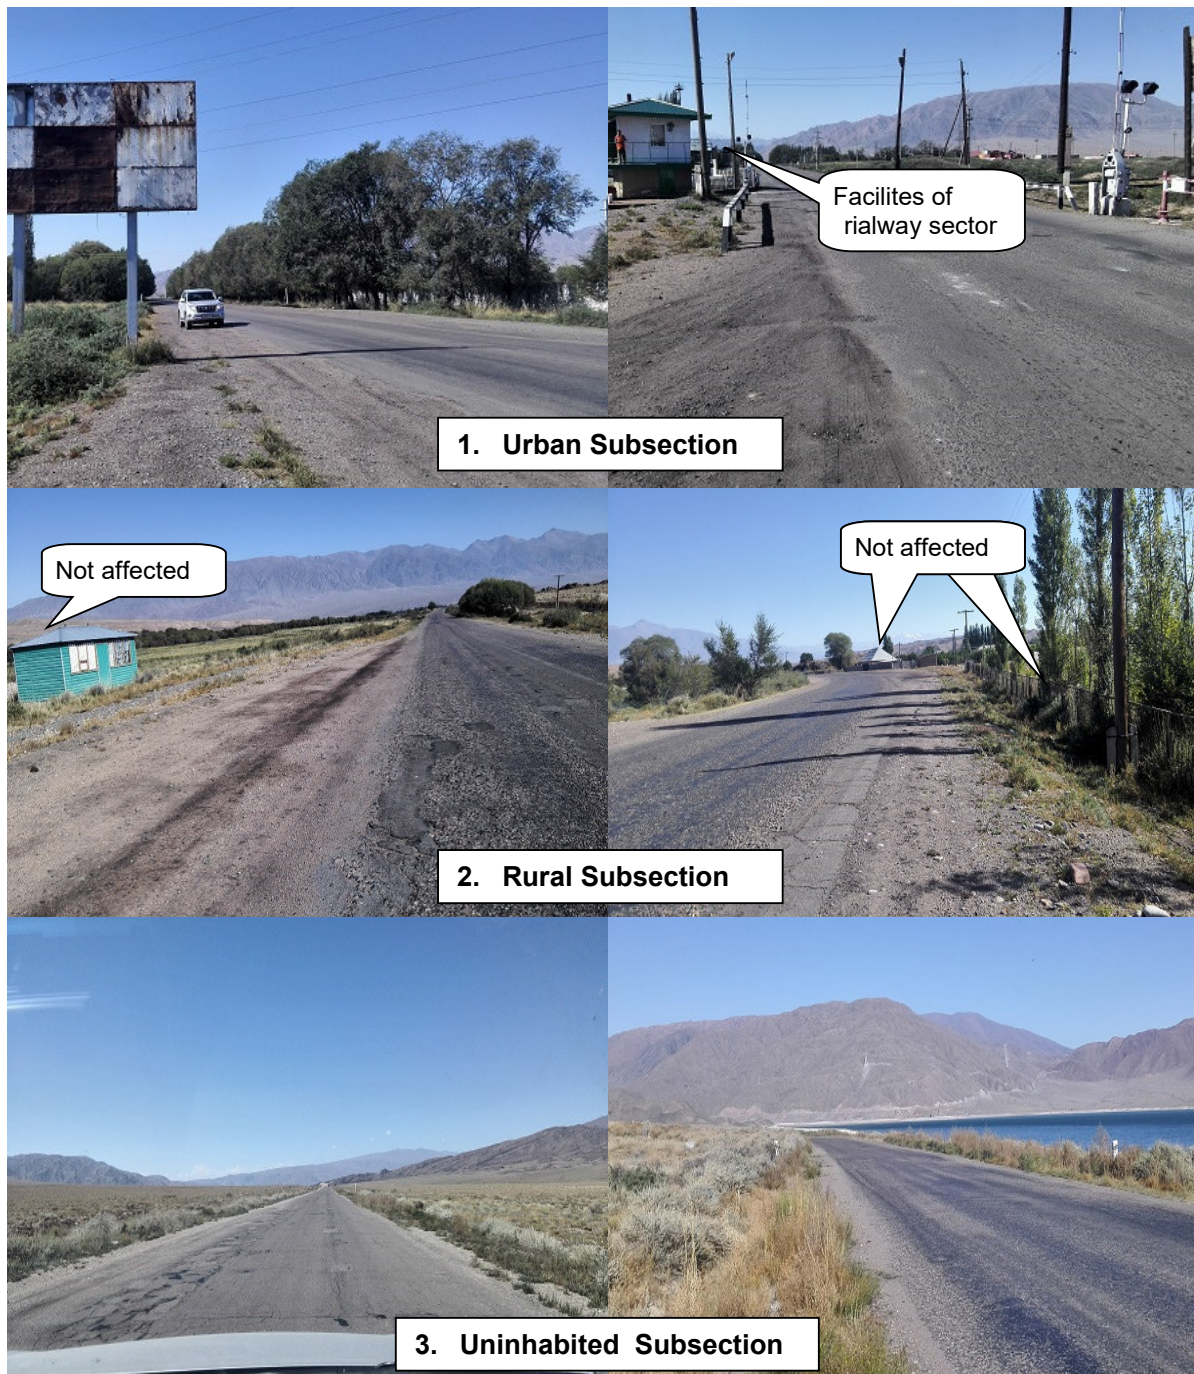 Facilites of
rialway sector
1. Urban Subsection
Not affected
Not affected
2. Rural Subsection
3. Uninhabited Subsection